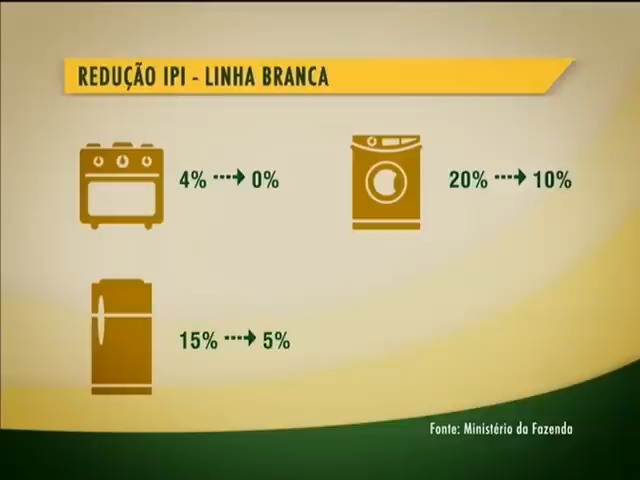 REDUÇÃO IPI - LINHA BRANCA
4% ----> 0%
20% ----> 10%
15% ----> 5%
Fonte: Ministério da Fazenda